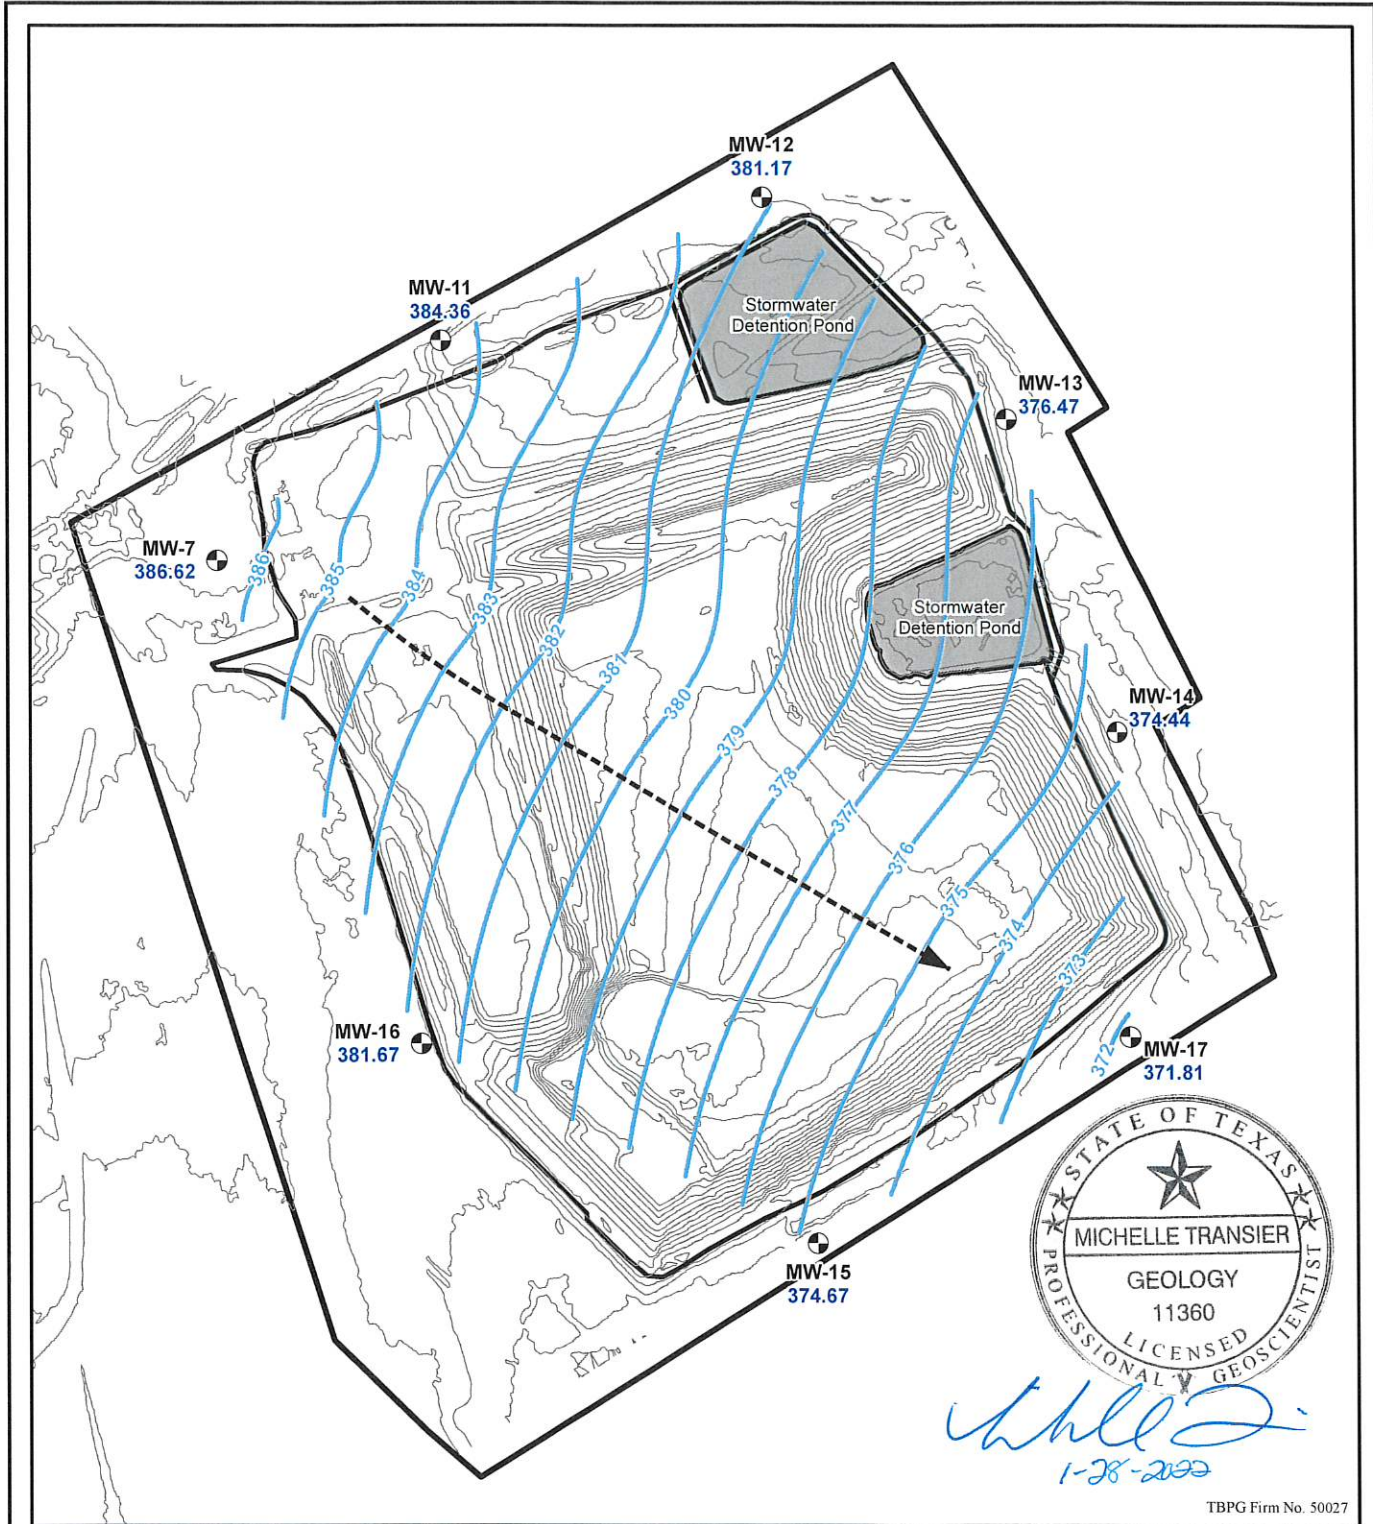 MW-12
381.17
MW-11
384.36
Stormwater
Detention Pond
MW-13
376.47
MW-7
386.62
386
385
384
383
382
381
380
379
378
377
376
375
374
373
372
Stormwater
Detention Pond
MW-14
374.44
MW-16
381.67
MW-17
371.81
MW-15
374.67
STATE OF TEXAS
MICHELLE TRANSIER
GEOLOGY
11360
LICENSED
PROFESSIONAL GEOSCIENTIST
1-28-2022
TBPG Firm No. 50027